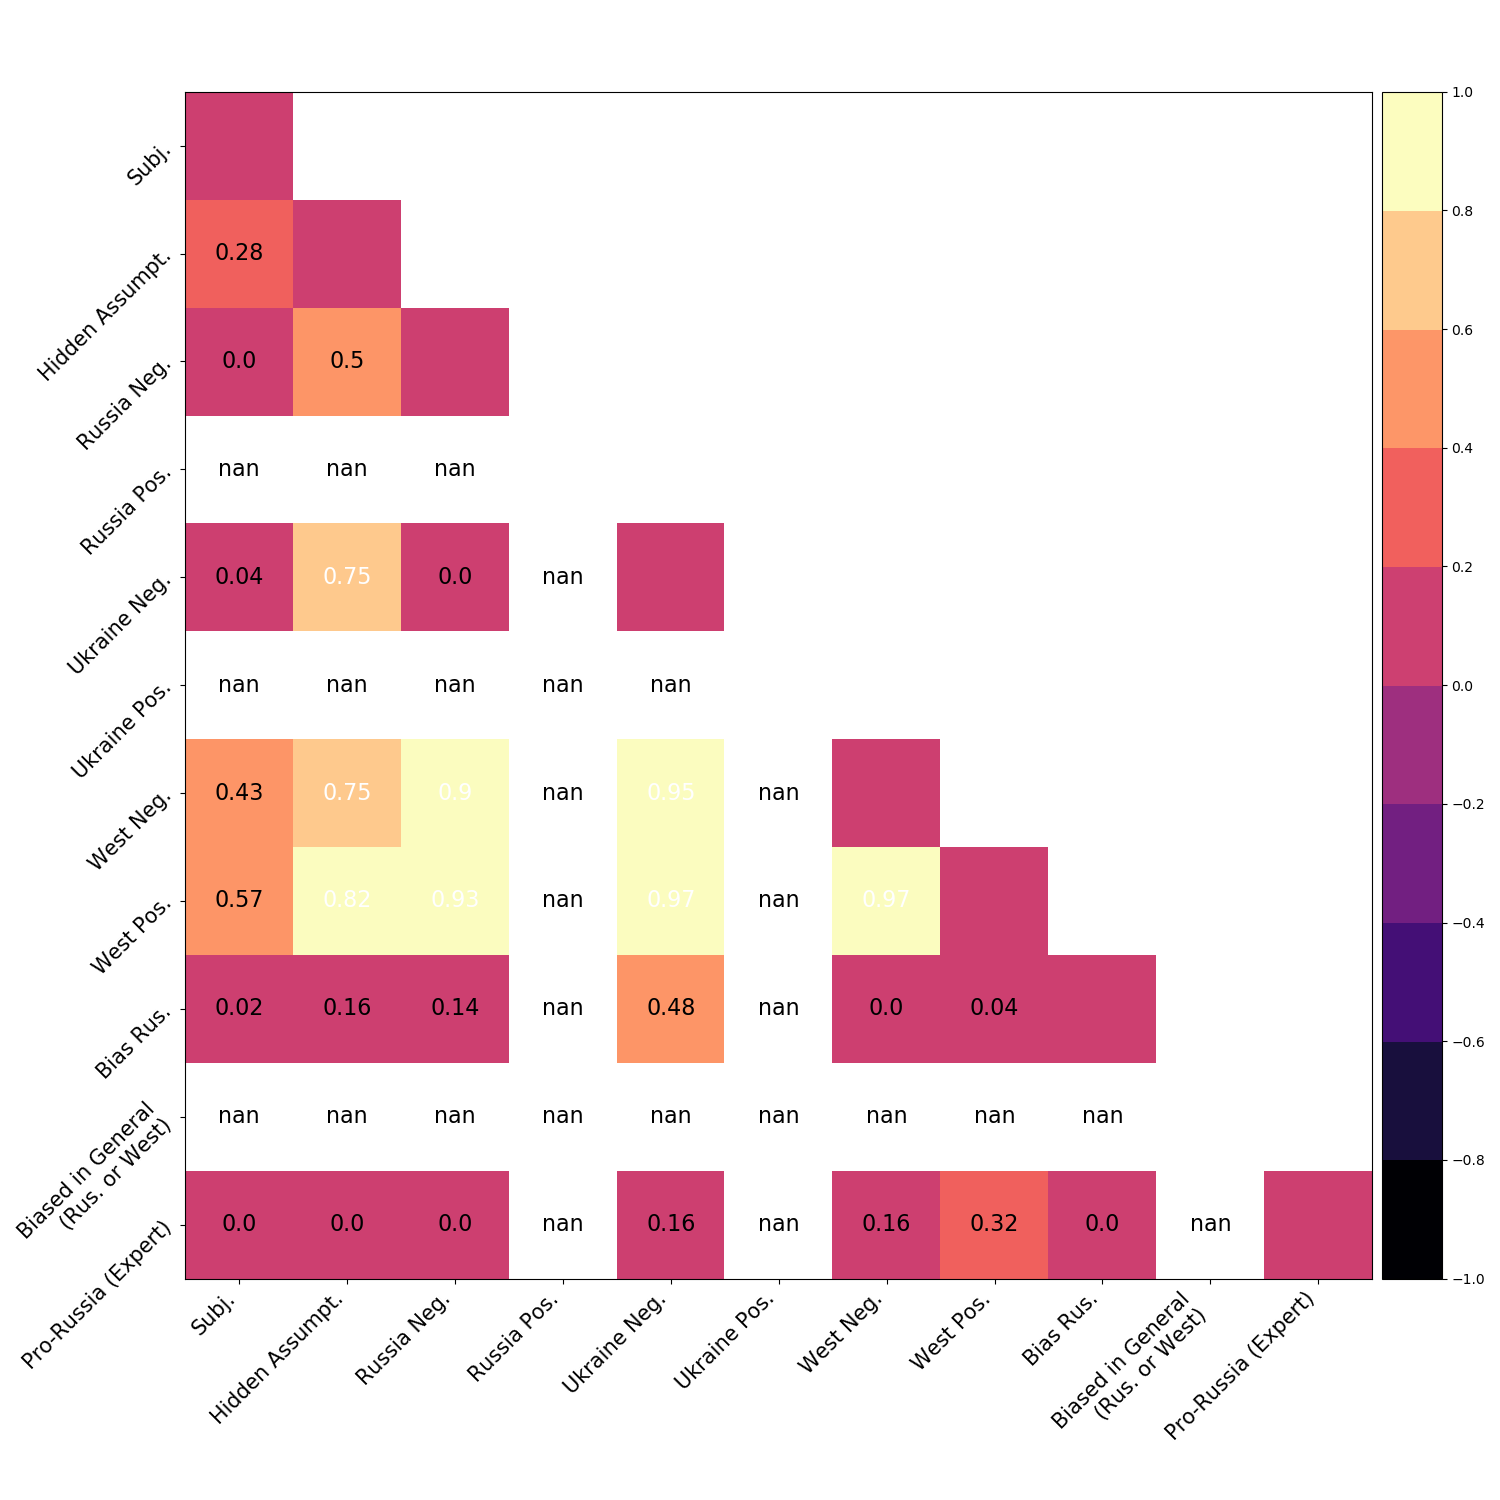 1.0
Subj.
0.8
Hidden Assumpt.
0.28
Russia Neg.
0.0 0.5
0.6
Russia Pos.
nan nan nan
0.4
Ukraine Neg.
0.04 0.75 0.0 nan
0.2
Ukraine Pos.
nan nan nan nan nan
0.0
West Neg.
0.43 0.75 0.9 nan 0.95 nan
−0.2
West Pos.
0.57 0.82 0.93 nan 0.97 nan 0.97
−0.4
Bias Rus.
0.02 0.16 0.14 nan 0.48 nan 0.0 0.04
−0.6
Biased in General
(Rus. or West)
nan nan nan nan nan nan nan nan nan
−0.8
Pro-Russia (Expert)
0.0 0.0 0.0 nan 0.16 nan 0.16 0.32 0.0 nan
−1.0
Subj.
Hidden Assumpt.
Russia Neg.
Russia Pos.
Ukraine Neg.
Ukraine Pos.
West Neg.
West Pos.
Bias Rus.
Biased in General
(Rus. or West)
Pro-Russia (Expert)